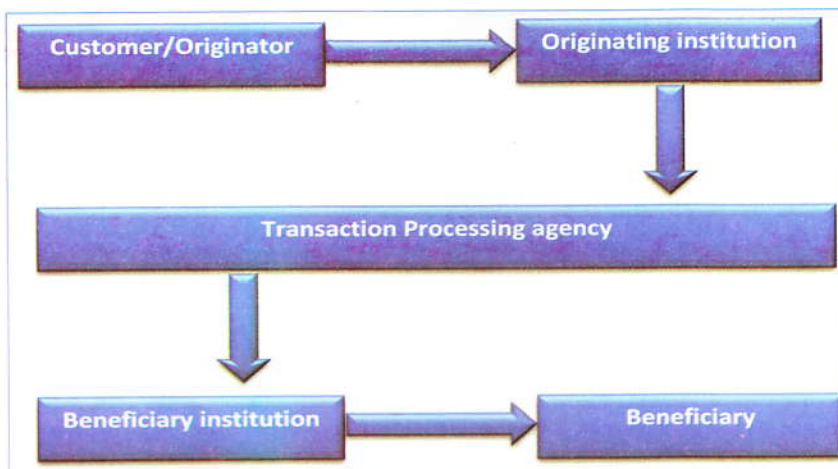 Customer/Originator
Originating institution
Transaction Processing agency
Beneficiary institution
Beneficiary